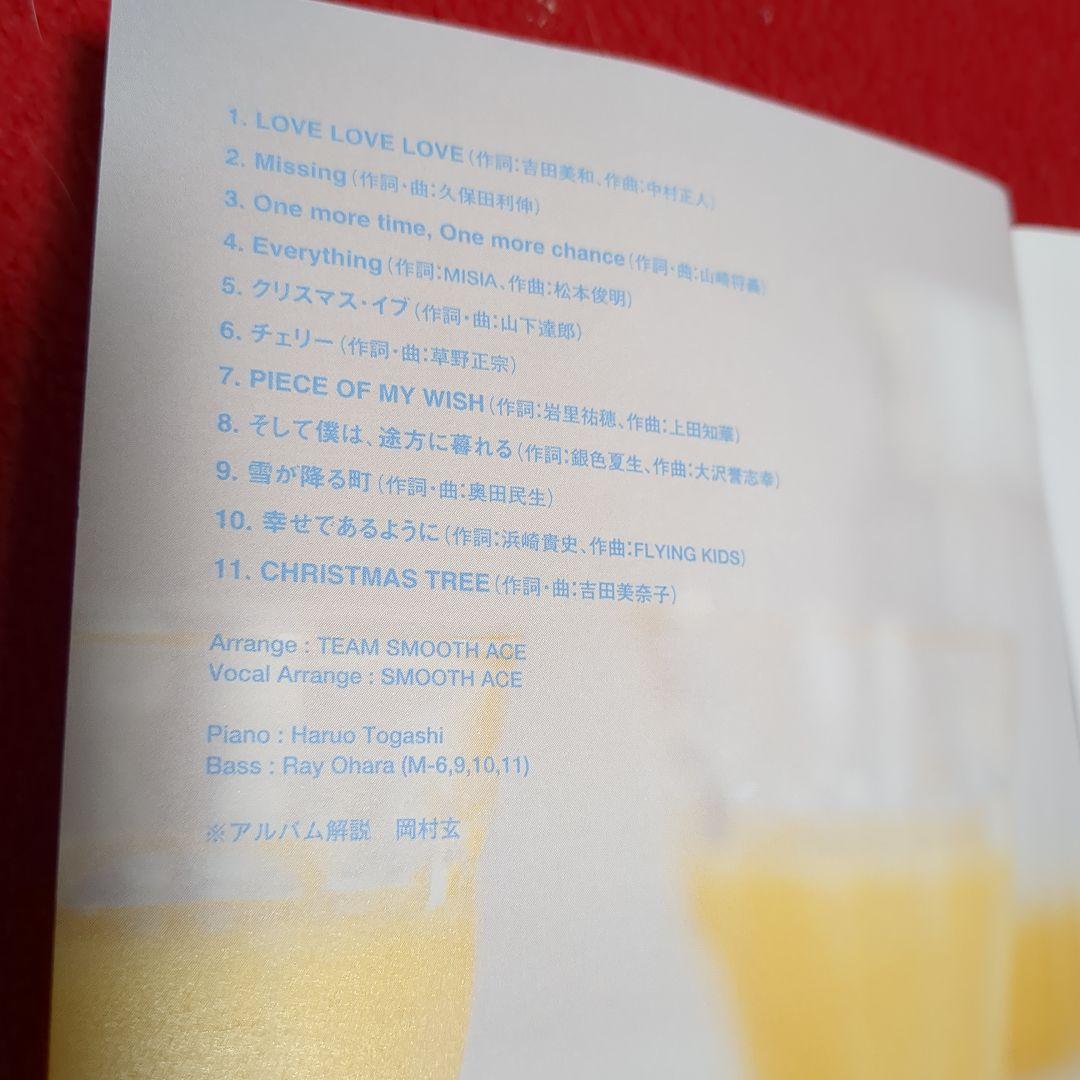 1. LOVE LOVE LOVE(作詞:吉田美和、作曲:中村正人)
2. Missing(作詞・曲:久保田利伸)
3. One more time, One more chance(作詞・曲:山崎将義)
4. Everything(作詞:MISIA、作曲:松本俊明)
5. クリスマス・イブ(作詞・曲:山下達郎)
6. チェリー(作詞・曲:草野正宗)
7. PIECE OF MY WISH(作詞:岩里祐穂、作曲:上田知華)
8. そして僕は、途方に暮れる(作詞:銀色夏生、作曲:大沢誉志幸)
9. 雪が降る町(作詞・曲:奥田民生)
10. 幸せであるように(作詞:浜崎貴史、作曲:FLYING KIDS)
11. CHRISTMAS TREE(作詞・曲:吉田美奈子)
Arrange : TEAM SMOOTH ACE
Vocal Arrange : SMOOTH ACE
Piano : Haruo Togashi
Bass : Ray Ohara (M-6,9,10,11)
※アルバム解説　岡村玄